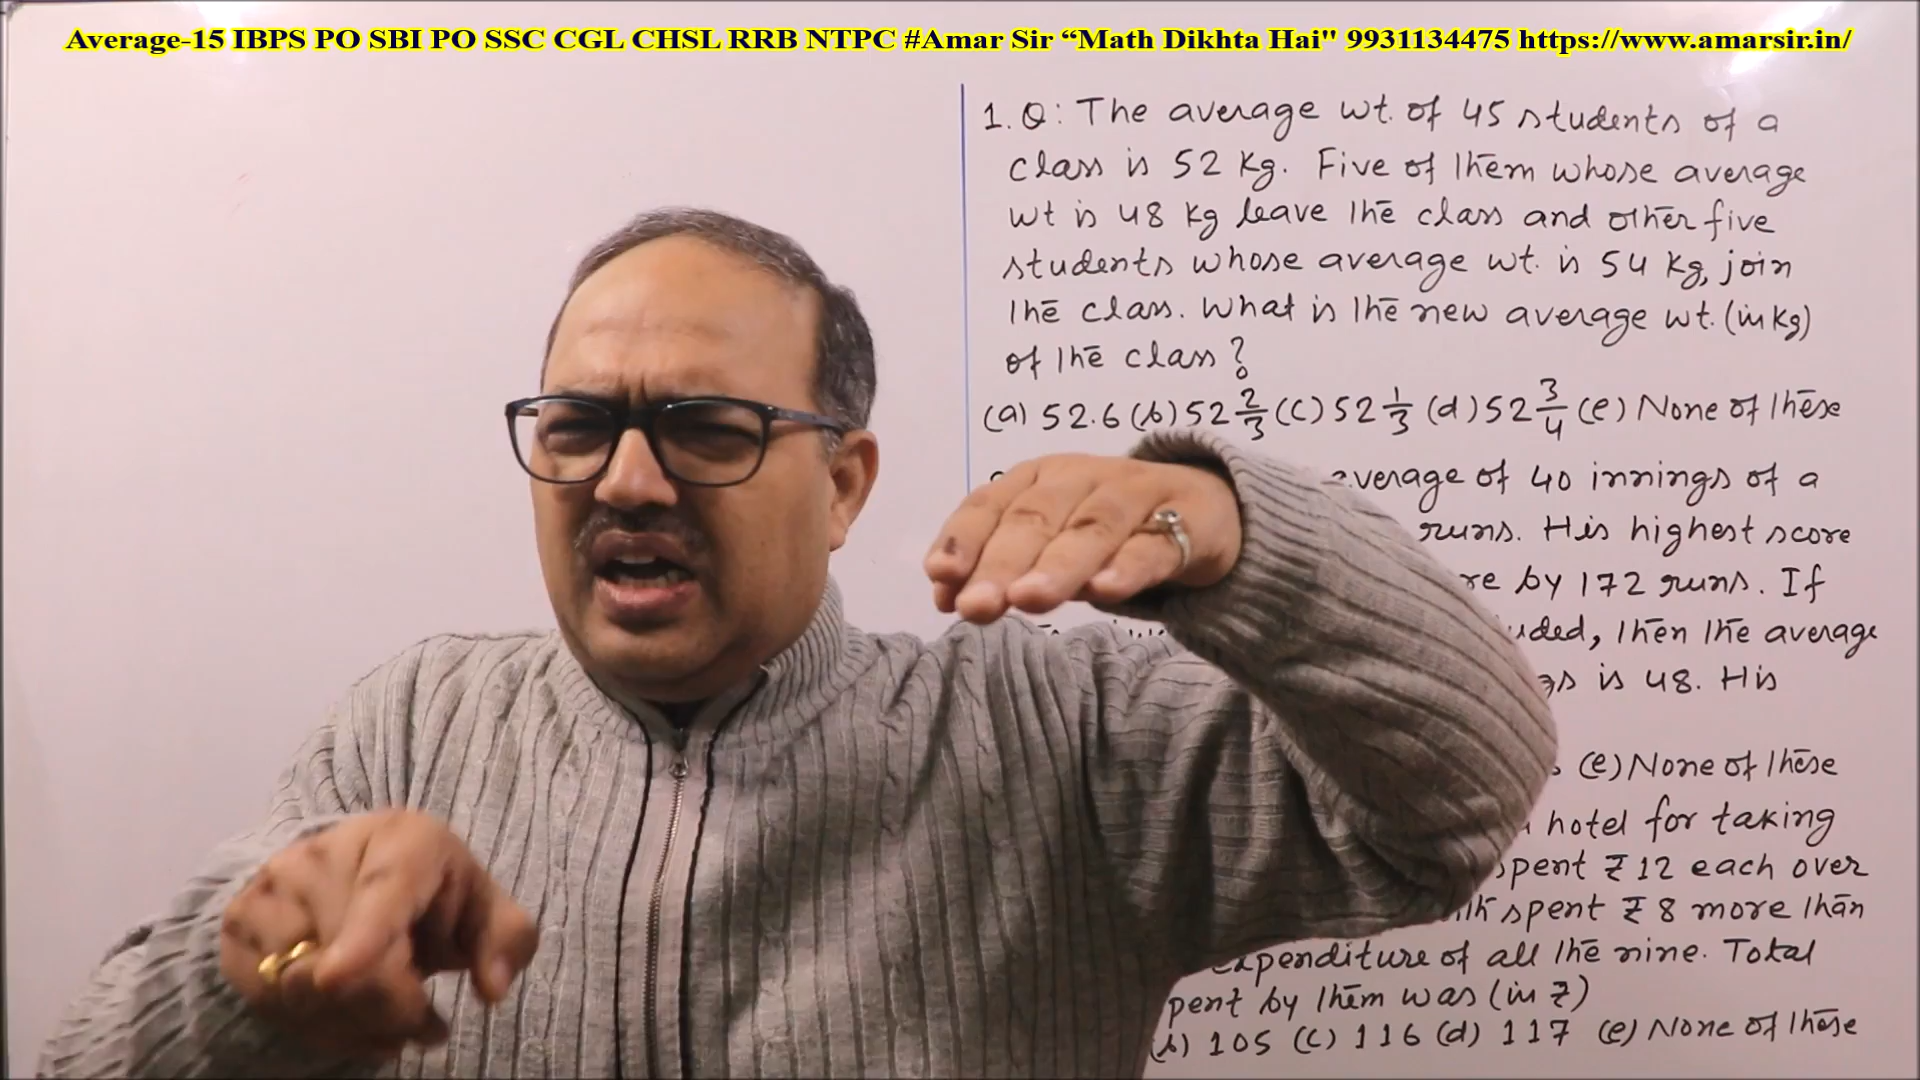 Average-15 IBPS PO SBI PO SSC CGL CHSL RRB NTPC #Amar Sir “Math Dikhta Hai" 9931134475 https://www.amarsir.in/
1. Q: The average wt. of 45 students of a
class is 52 kg. Five of them whose average
wt is 48 kg leave the class and other five
students whose average wt. is 54 kg, join
the class. What is the new average wt. (in kg)
of the class?
(a) 52.6 (b) 52 2/3 (c) 52 1/3 (d) 52 3/4 (e) None of these
average of 40 innings of a
runs. His highest score
by 172 runs. If
then the average
is 48. His
(e) None of these
hotel for taking
spent ₹ 12 each over
spent ₹ 8 more than
expenditure of all the nine. Total
by them was (in ₹)
(b) 105 (c) 116 (d) 117 (e) None of these